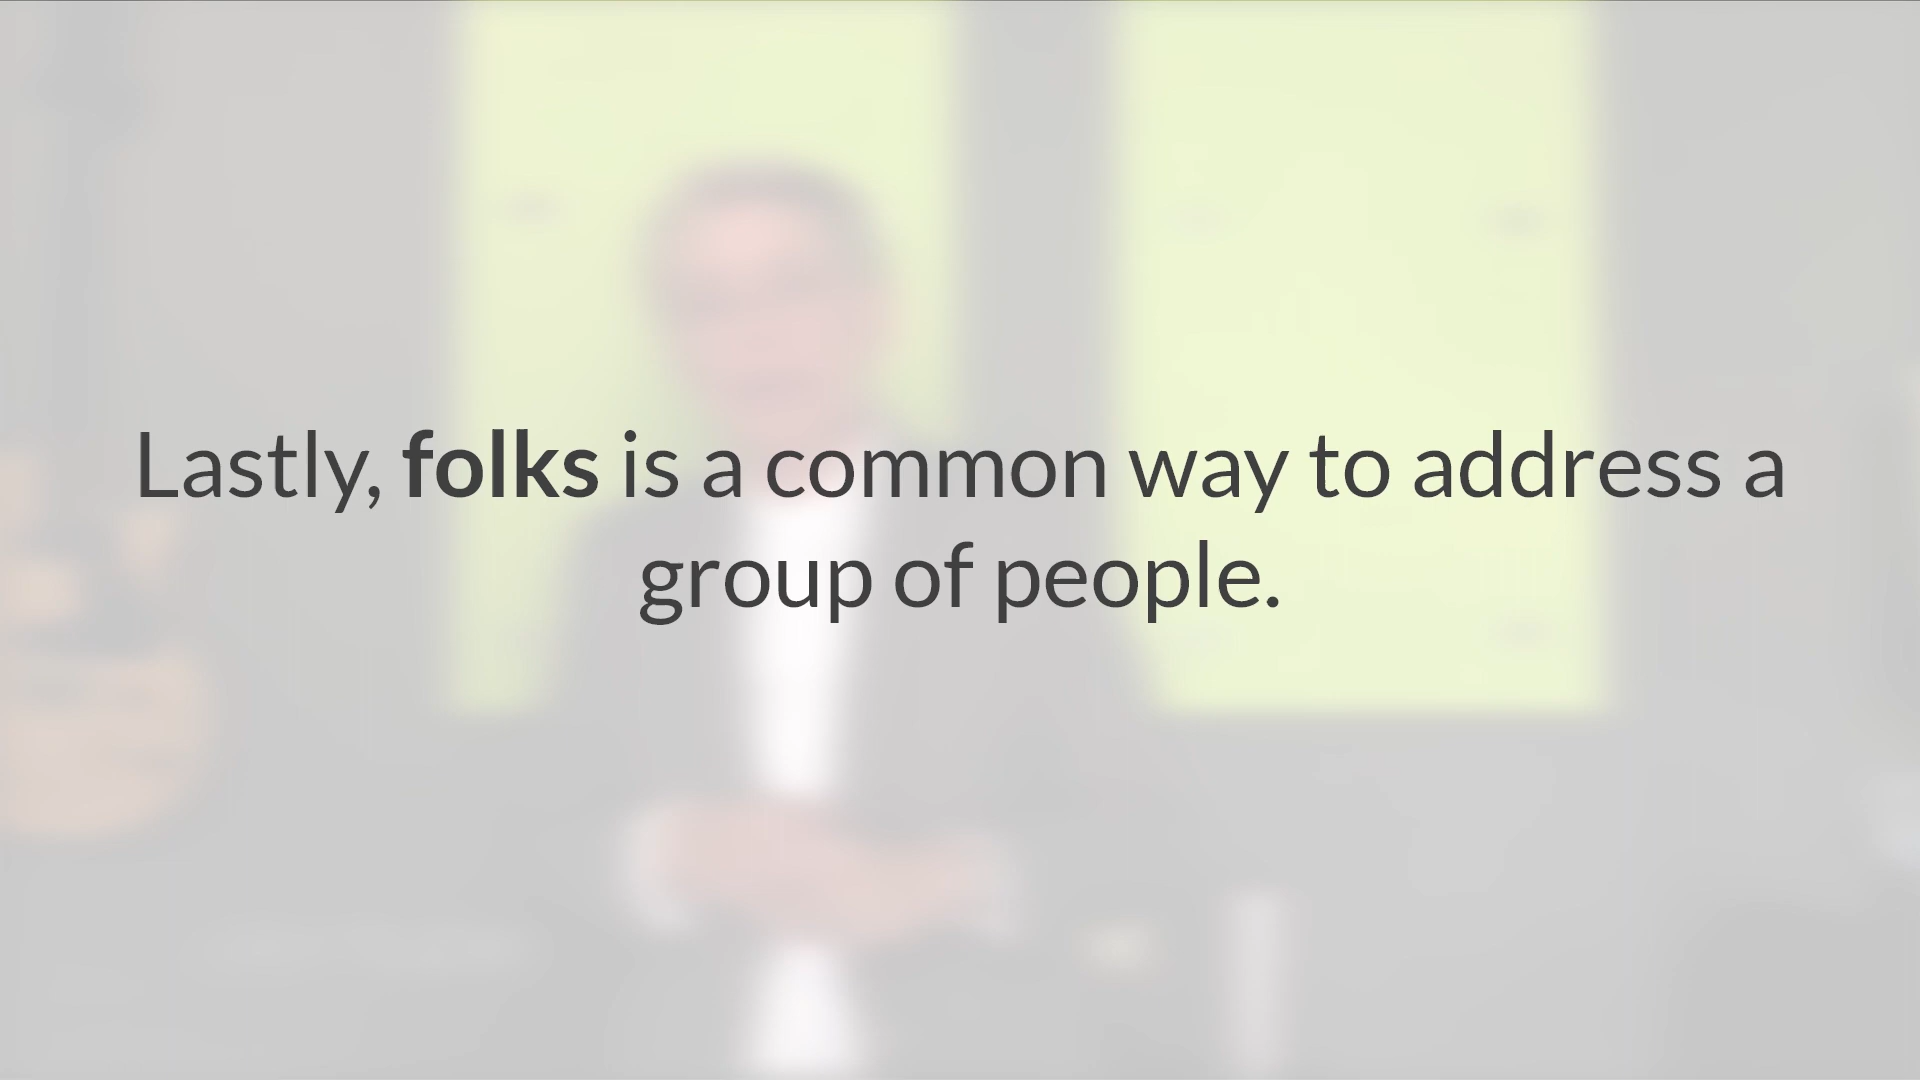 Lastly, folks is a common way to address a
group of people.